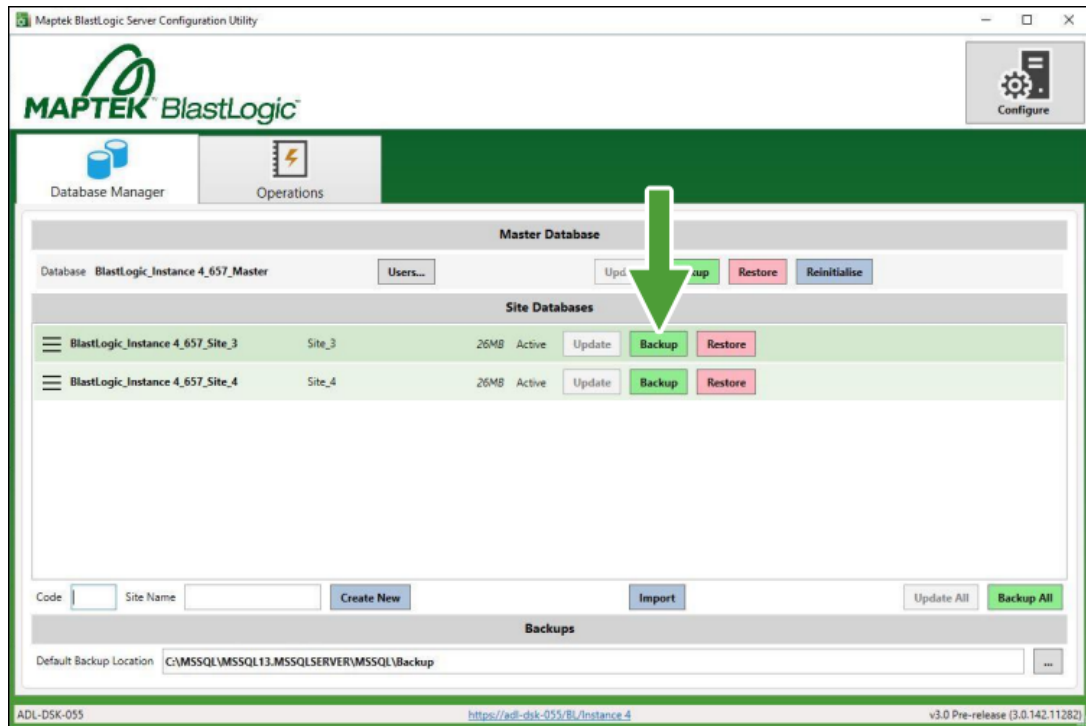 Maptek BlastLogic Server Configuration Utility
MAPTEK™ BlastLogic™
Configure
Database Manager
Operations
Master Database
Database BlastLogic_Instance 4_657_Master Users... Restore Reinitialise
Site Databases
BlastLogic_Instance 4_657_Site_3 Site_3 26MB Active Update Backup Restore
BlastLogic_Instance 4_657_Site_4 Site_4 26MB Active Update Backup Restore
Code Site Name Create New Import Update All Backup All
Backups
Default Backup Location C:\MSSQL\MSSQL13.MSSQLSERVER\MSSQL\Backup ...
ADL-DSK-055 https://adl-dsk-055/BL/Instance 4 v3.0 Pre-release (3.0.142.11282)